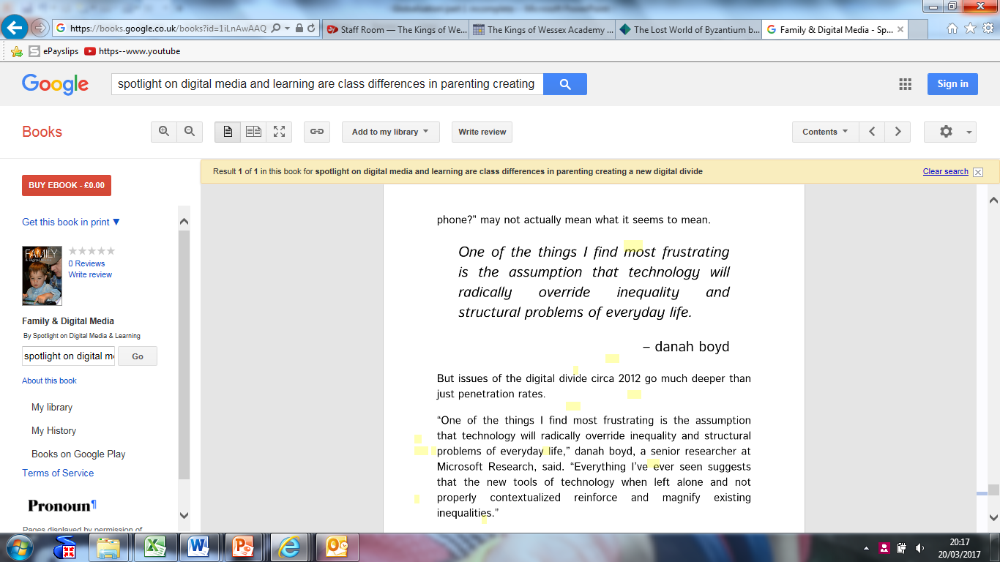 https://books.google.co.uk/books?id=1iLnAwAAQ
Staff Room — The Kings of We...
The Kings of Wessex Academy ...
The Lost World of Byzantium b...
Family & Digital Media - Sp...
ePayslips
https--www.youtube
Google
spotlight on digital media and learning are class differences in parenting creating
Sign in
Books
Add to my library
Write review
Contents
Result 1 of 1 in this book for spotlight on digital media and learning are class differences in parenting creating a new digital divide
Clear search
BUY EBOOK - £0.00
Get this book in print ▼
FAMILY
0 Reviews
Write review
Family & Digital Media
By Spotlight on Digital Media & Learning
spotlight on digital m
Go
About this book
My library
My History
Books on Google Play
Terms of Service
Pronoun¶
Pages displayed by permission of
phone?” may not actually mean what it seems to mean.
One of the things I find most frustrating
is the assumption that technology will
radically override inequality and
structural problems of everyday life.
– danah boyd
But issues of the digital divide circa 2012 go much deeper than
just penetration rates.
“One of the things I find most frustrating is the assumption
that technology will radically override inequality and structural
problems of everyday life,” danah boyd, a senior researcher at
Microsoft Research, said. “Everything I’ve ever seen suggests
that the new tools of technology when left alone and not
properly contextualized reinforce and magnify existing
inequalities.”
20:17
20/03/2017